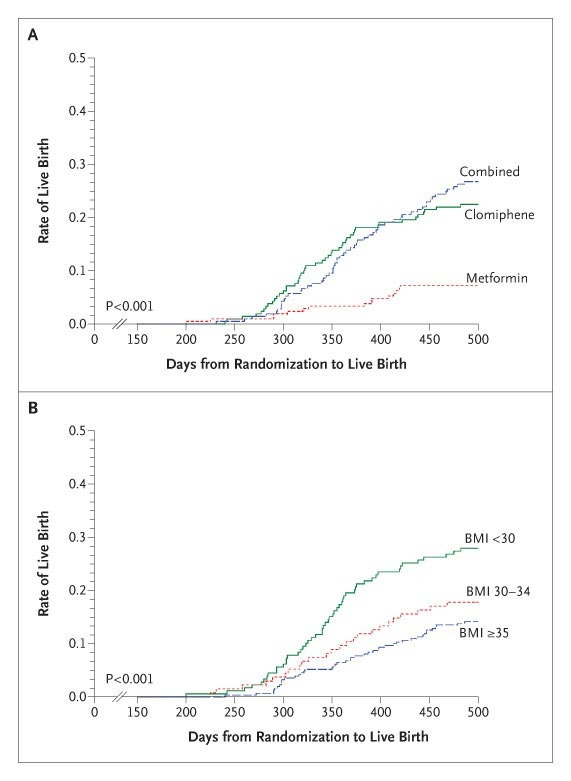 A
0.5
0.4
0.3
0.2
0.1
0.0
Rate of Live Birth
Combined
Clomiphene
Metformin
P<0.001
0 150 200 250 300 350 400 450 500
Days from Randomization to Live Birth
B
0.5
0.4
0.3
0.2
0.1
0.0
Rate of Live Birth
BMI <30
BMI 30–34
BMI ≥35
P<0.001
0 150 200 250 300 350 400 450 500
Days from Randomization to Live Birth